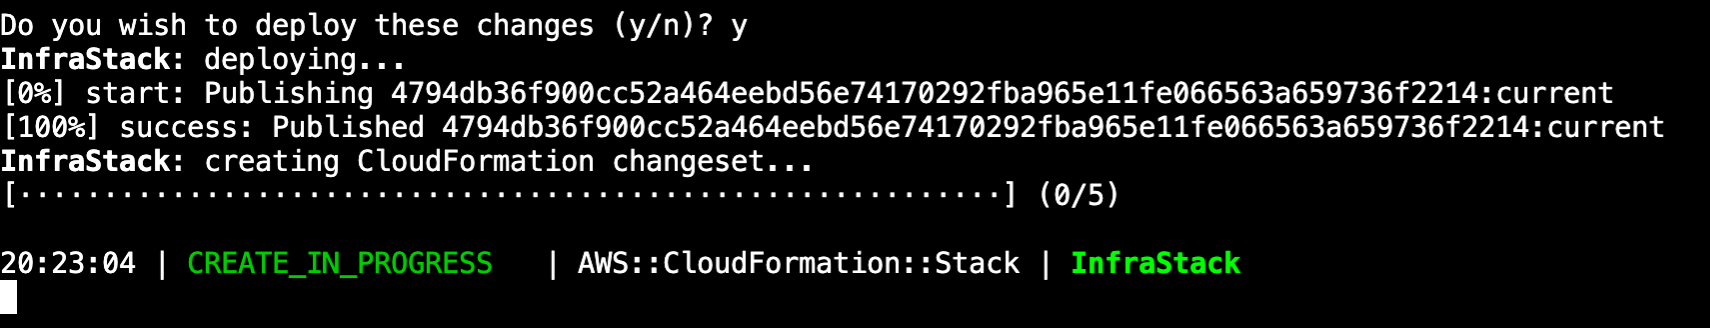 Do you wish to deploy these changes (y/n)? y
InfraStack: deploying...
[0%] start: Publishing 4794db36f900cc52a464eebd56e74170292fba965e11fe066563a659736f2214:current
[100%] success: Published 4794db36f900cc52a464eebd56e74170292fba965e11fe066563a659736f2214:current
InfraStack: creating CloudFormation changeset...
[··························································] (0/5)
20:23:04 | CREATE_IN_PROGRESS   | AWS::CloudFormation::Stack | InfraStack